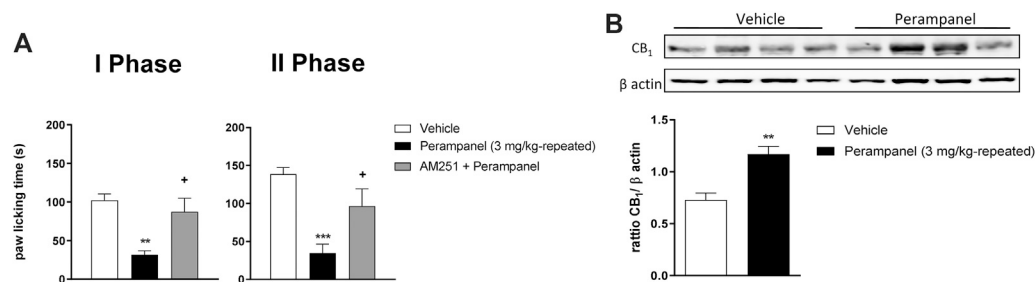 A
I Phase
II Phase
paw licking time (s)
200
150
100
50
0
**
+
200
150
100
50
0
***
+
Vehicle
Perampanel (3 mg/kg-repeated)
AM251 + Perampanel
B
Vehicle
Perampanel
CB1
β actin
rattio CB1/ β actin
1.5
1.0
0.5
0.0
**
Vehicle
Perampanel (3 mg/kg-repeated)